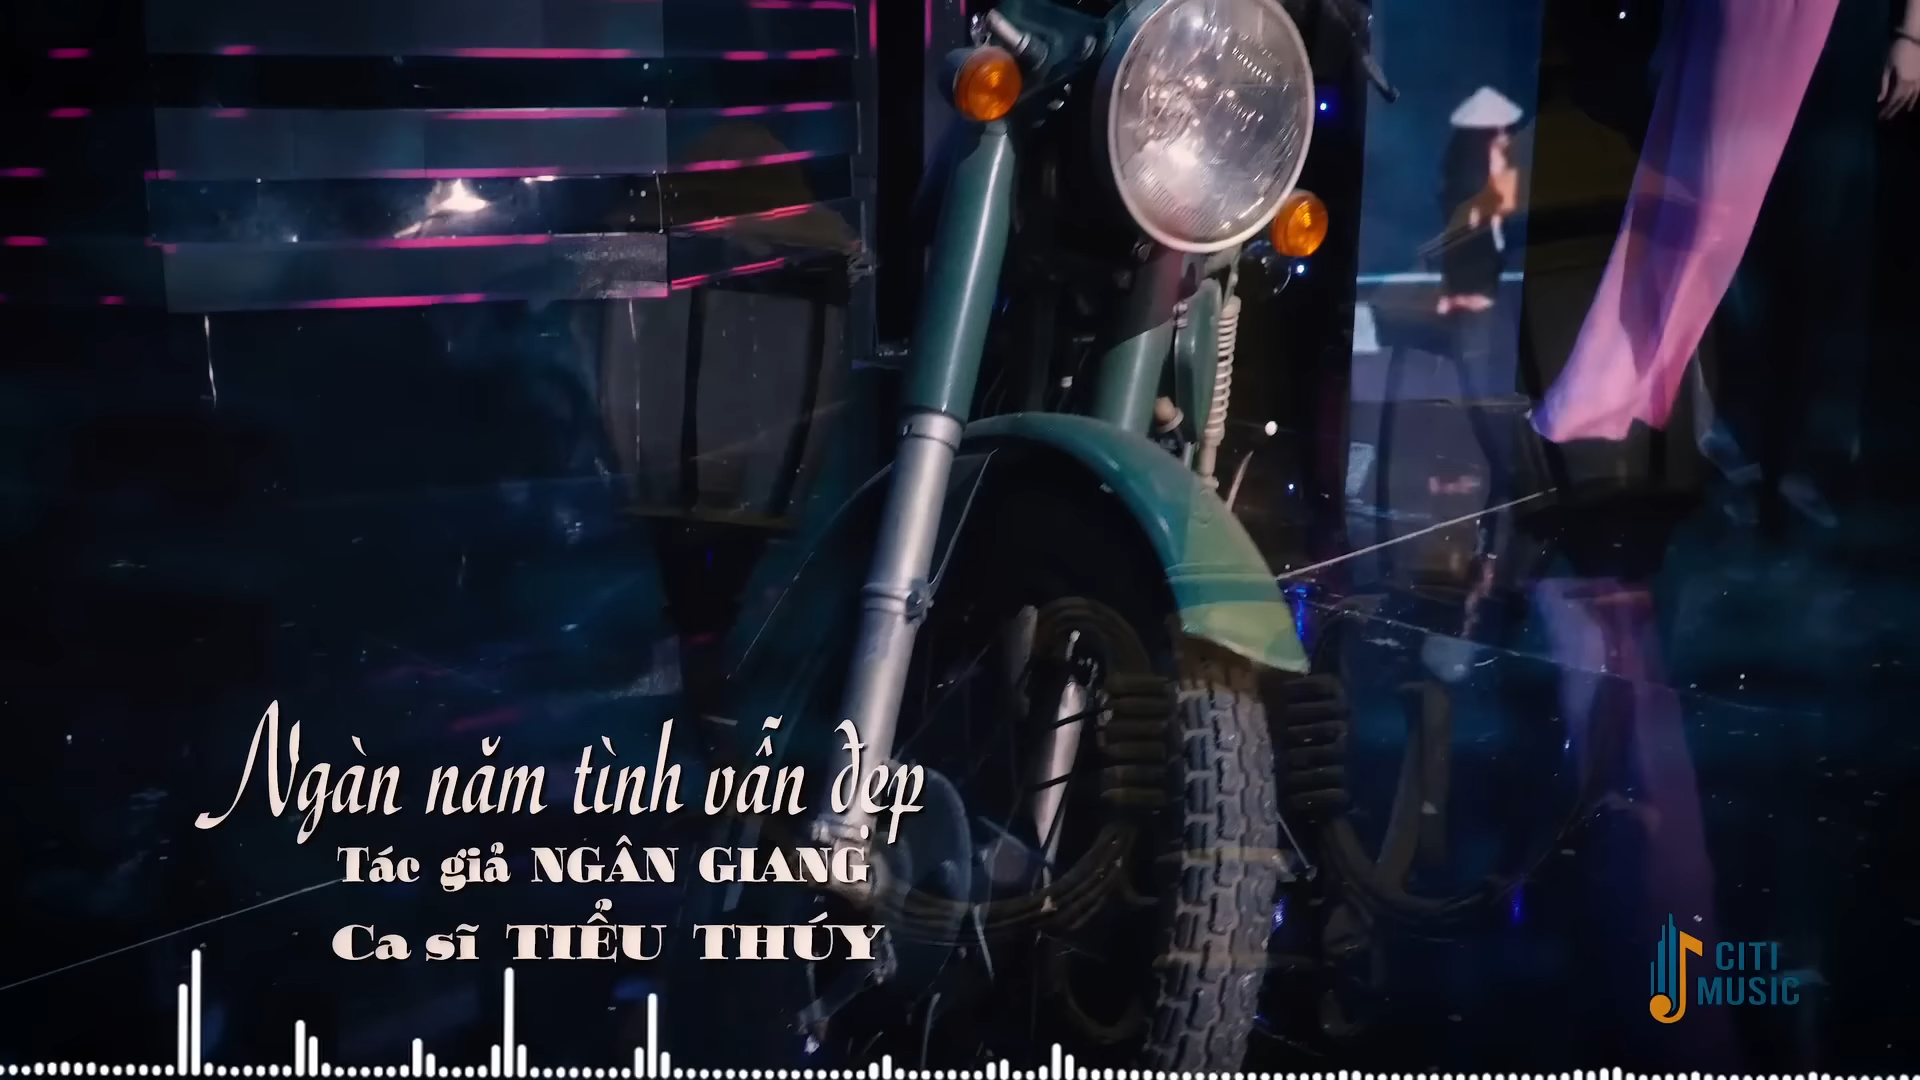 Ngàn năm tình vẫn đẹp
Tác giả NGÂN GIANG
Ca sĩ TIỂU THÚY
CITI
MUSIC